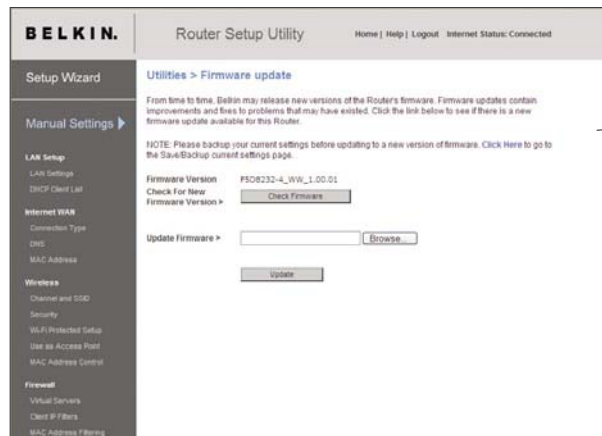 BELKIN. Router Setup Utility Home | Help | Logout Internet Status: Connected
Setup Wizard
Manual Settings
LAN Setup
LAN Settings
DHCP Client List
Internet WAN
Connection Type
DNS
MAC Address
Wireless
Channel and SSID
Security
Wi-Fi Protected Setup
Use as Access Point
MAC Address Control
Firewall
Virtual Servers
Client IP Filters
MAC Address Filtering
Utilities > Firmware update
From time to time, Belkin may release new versions of the Router's firmware. Firmware updates contain
improvements and fixes to problems that may have existed. Click the link below to see if there is a new
firmware update available for this Router.
NOTE: Please backup your current settings before updating to a new version of firmware. Click Here to go to
the Save/Backup current settings page.
Firmware Version F5D8232-4_WW_1.00.01
Check For New
Firmware Version > Check Firmware
Update Firmware > Browse...
Update